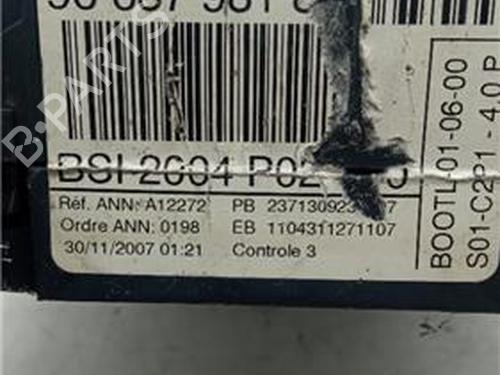 BSI 2004 P02
Réf. ANN: A12272 PB
Ordre ANN: 0198 EB 1104311271107
30/11/2007 01:21 Controle 3
BOOTL 01-06-00
S01-C2P1 - 4.0 P
B-PARTS